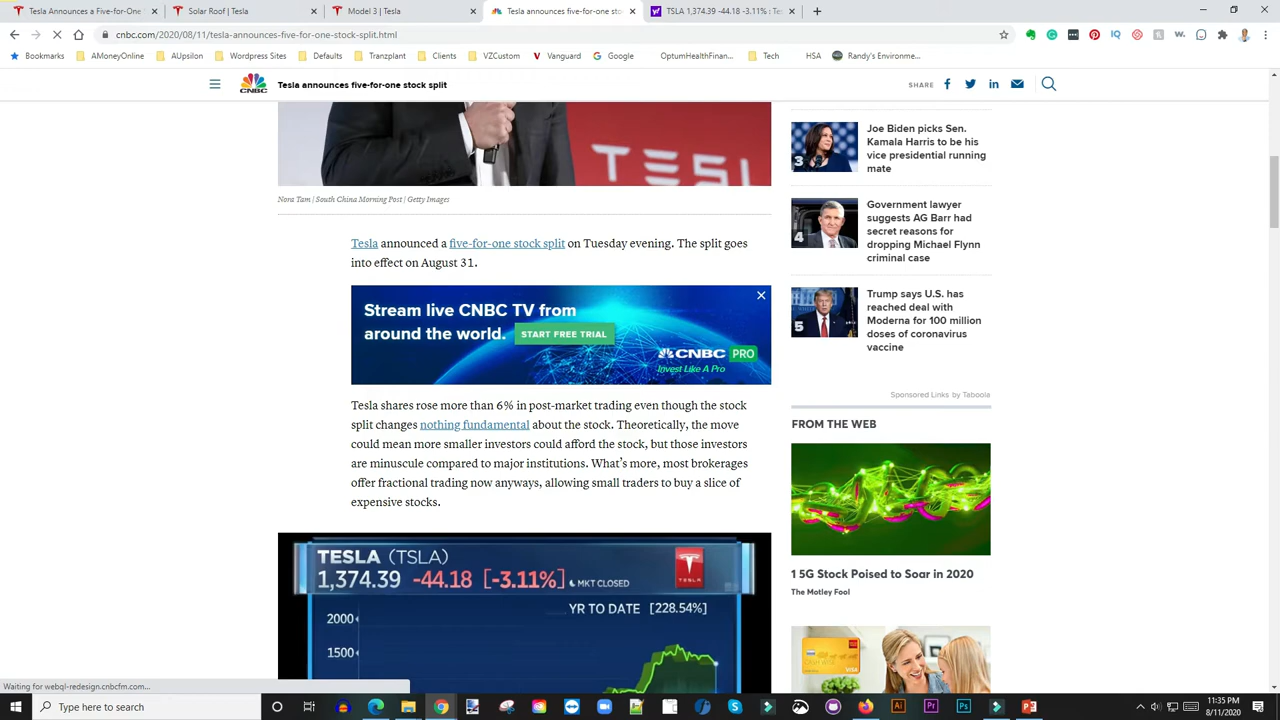 Tesla Announces a Five-for-One
Solar Roof | Tesla
Model 3 | Tesla
Tesla announces five-for-one stoc
TSLA 1,374.39 -44.18 -3.11% : Te
cnbc.com/2020/08/11/tesla-announces-five-for-one-stock-split.html
Bookmarks
AMoneyOnline
AUpsilon
Wordpress Sites
Defaults
Tranzplant
Clients
VZCustom
Vanguard
Google
OptumHealthFinan...
Tech
HSA
Randy's Environme...
CNBC
Tesla announces five-for-one stock split
SHARE
TESL
Nora Tam | South China Morning Post | Getty Images
Tesla announced a five-for-one stock split on Tuesday evening. The split goes
into effect on August 31.
Stream live CNBC TV from
around the world.
START FREE TRIAL
CNBC PRO
Invest Like A Pro
Tesla shares rose more than 6% in post-market trading even though the stock
split changes nothing fundamental about the stock. Theoretically, the move
could mean more smaller investors could afford the stock, but those investors
are minuscule compared to major institutions. What's more, most brokerages
offer fractional trading now anyways, allowing small traders to buy a slice of
expensive stocks.
TESLA (TSLA)
1,374.39 -44.18 [-3.11%] MKT CLOSED
TESLA
YR TO DATE [228.54%]
2000
1500
3
Joe Biden picks Sen.
Kamala Harris to be his
vice presidential running
mate
4
Government lawyer
suggests AG Barr had
secret reasons for
dropping Michael Flynn
criminal case
5
Trump says U.S. has
reached deal with
Moderna for 100 million
doses of coronavirus
vaccine
Sponsored Links by Taboola
FROM THE WEB
1 5G Stock Poised to Soar in 2020
The Motley Fool
VISA
Waiting for webql-redesign.cnbcfm.com...
Type here to search
11:35 PM
8/11/2020